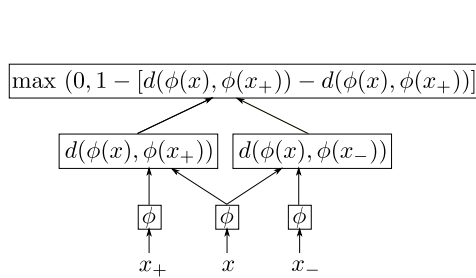 max (0, 1 − [d(ϕ(x), ϕ(x₊)) − d(ϕ(x), ϕ(x₊))]
d(ϕ(x), ϕ(x₊)) d(ϕ(x), ϕ(x₋))
ϕ ϕ ϕ
x₊ x x₋